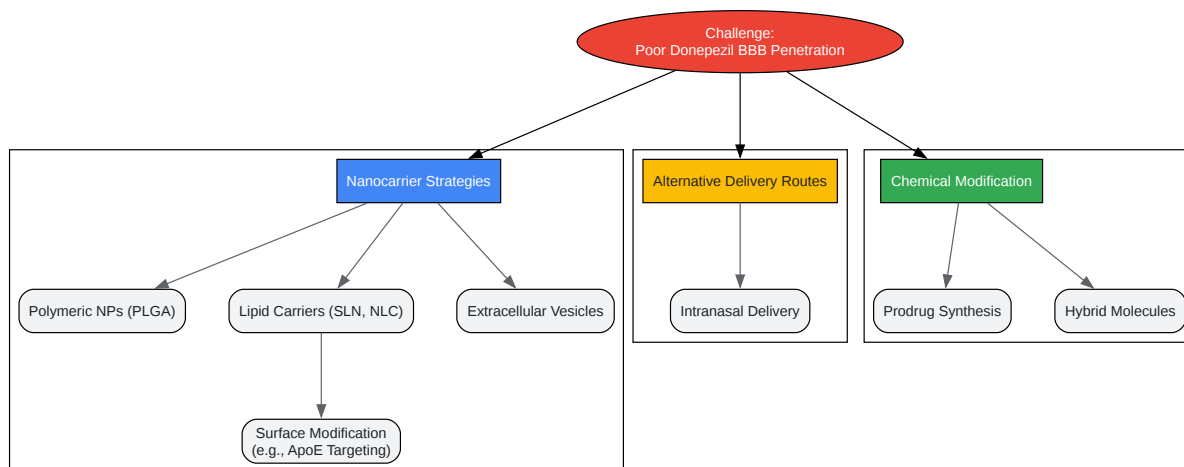 Challenge:
Poor Donepezil BBB Penetration
Nanocarrier Strategies
Alternative Delivery Routes
Chemical Modification
Polymeric NPs (PLGA)
Lipid Carriers (SLN, NLC)
Extracellular Vesicles
Intranasal Delivery
Prodrug Synthesis
Hybrid Molecules
Surface Modification
(e.g., ApoE Targeting)